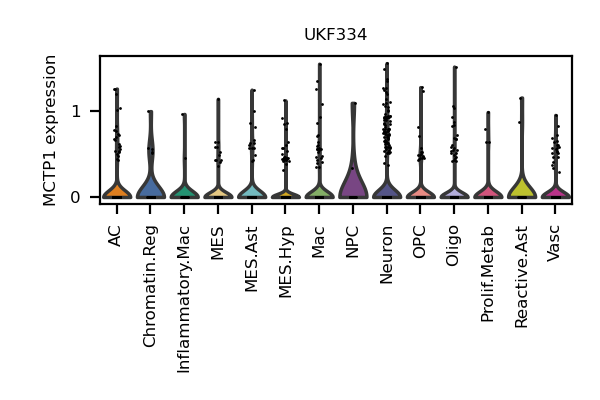 UKF334
MCTP1 expression
1
0
AC
Chromatin.Reg
Inflammatory.Mac
MES
MES.Ast
MES.Hyp
Mac
NPC
Neuron
OPC
Oligo
Prolif.Metab
Reactive.Ast
Vasc